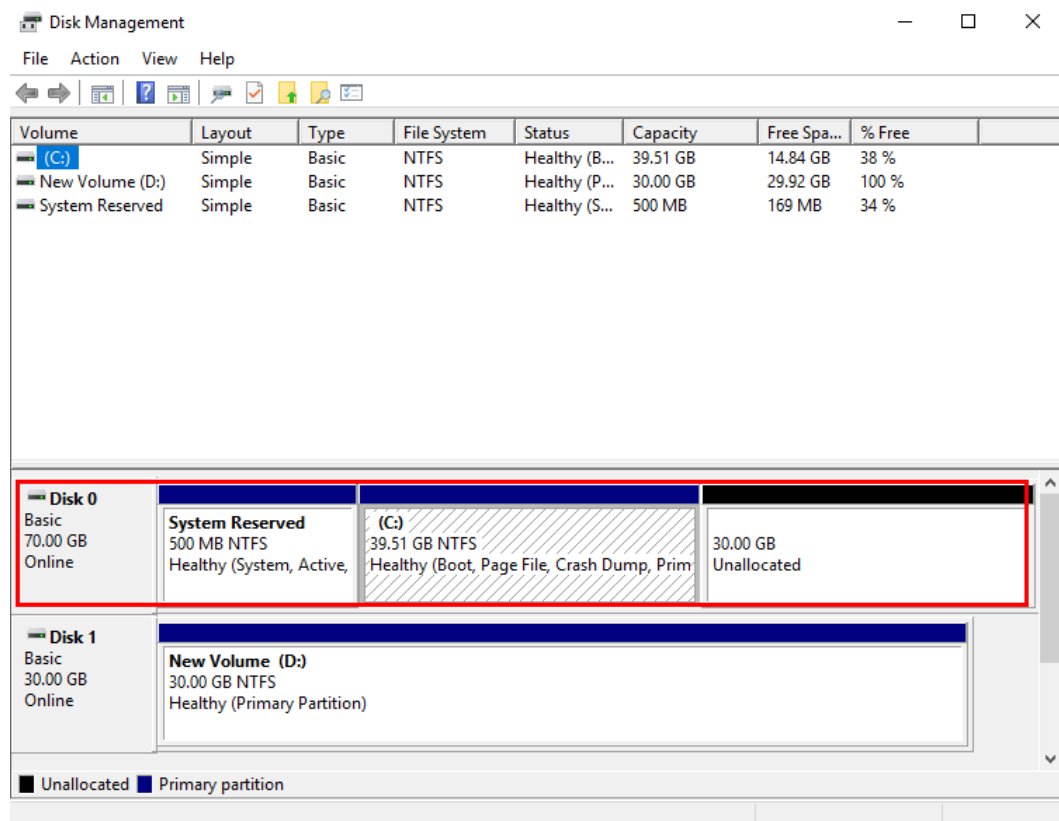 Disk Management
File Action View Help
Volume Layout Type File System Status Capacity Free Spa... % Free
(C:) Simple Basic NTFS Healthy (B... 39.51 GB 14.84 GB 38 %
New Volume (D:) Simple Basic NTFS Healthy (P... 30.00 GB 29.92 GB 100 %
System Reserved Simple Basic NTFS Healthy (S... 500 MB 169 MB 34 %
Disk 0
Basic
70.00 GB
Online
System Reserved
500 MB NTFS
Healthy (System, Active,
(C:)
39.51 GB NTFS
Healthy (Boot, Page File, Crash Dump, Prim
30.00 GB
Unallocated
Disk 1
Basic
30.00 GB
Online
New Volume (D:)
30.00 GB NTFS
Healthy (Primary Partition)
Unallocated Primary partition